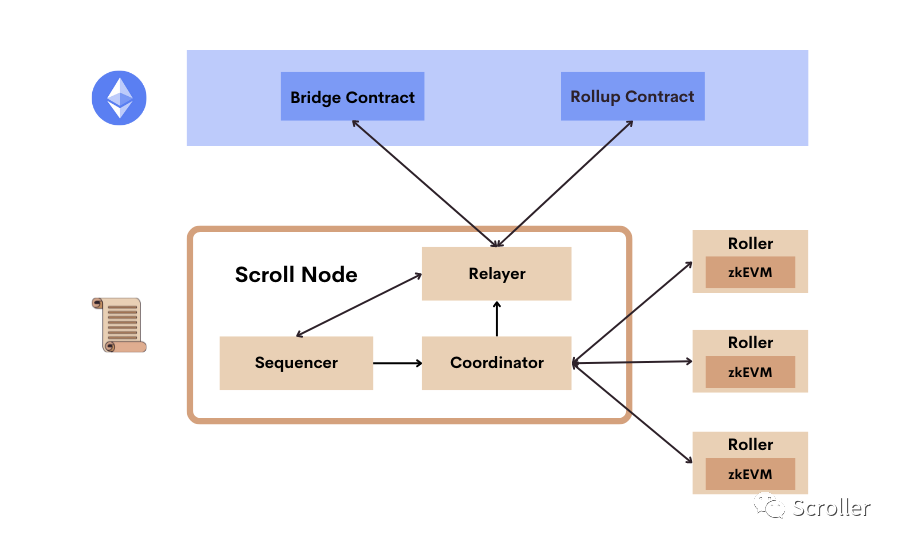 Bridge Contract
Rollup Contract
Scroll Node
Relayer
Sequencer
Coordinator
Roller
zkEVM
Roller
zkEVM
Roller
zkEVM
Scroller